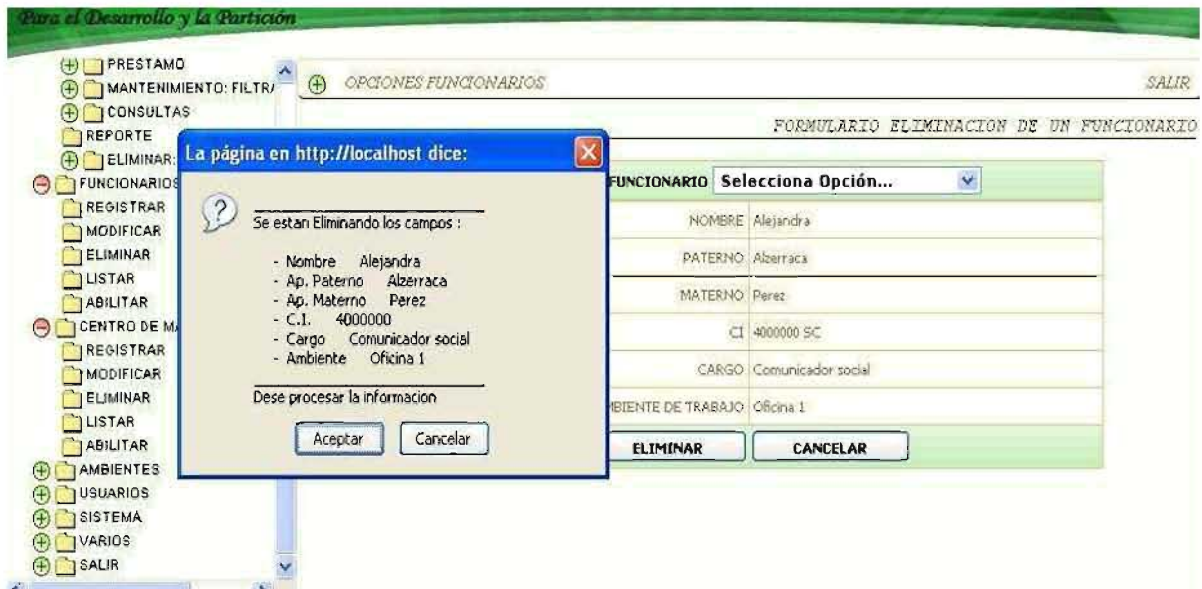 Para el Desarrollo y la Partición
PRESTAMO
MANTENIMIENTO: FILTRA
CONSULTAS
REPORTE
ELIMINAR:
FUNCIONARIOS
REGISTRAR
MODIFICAR
ELIMINAR
LISTAR
ABILITAR
CENTRO DE MA
REGISTRAR
MODIFICAR
ELIMINAR
LISTAR
ABILITAR
AMBIENTES
USUARIOS
SISTEMA
VARIOS
SALIR
OPCIONES FUNCIONARIOS SALIR
FORMULARIO ELIMINACION DE UN FUNCIONARIO
FUNCIONARIO Selecciona Opción...
NOMBRE Alejandra
PATERNO Alzerraca
MATERNO Perez
CI 4000000 SC
CARGO Comunicador social
MBIENTE DE TRABAJO Oficina 1
ELIMINAR CANCELAR
La página en http://localhost dice:
Se estan Eliminando los campos :
- Nombre Alejandra
- Ap. Paterno Alzerraca
- Ap. Materno Perez
- C.I. 4000000
- Cargo Comunicador social
- Ambiente Oficina 1
Dese procesar la informacion
Aceptar Cancelar